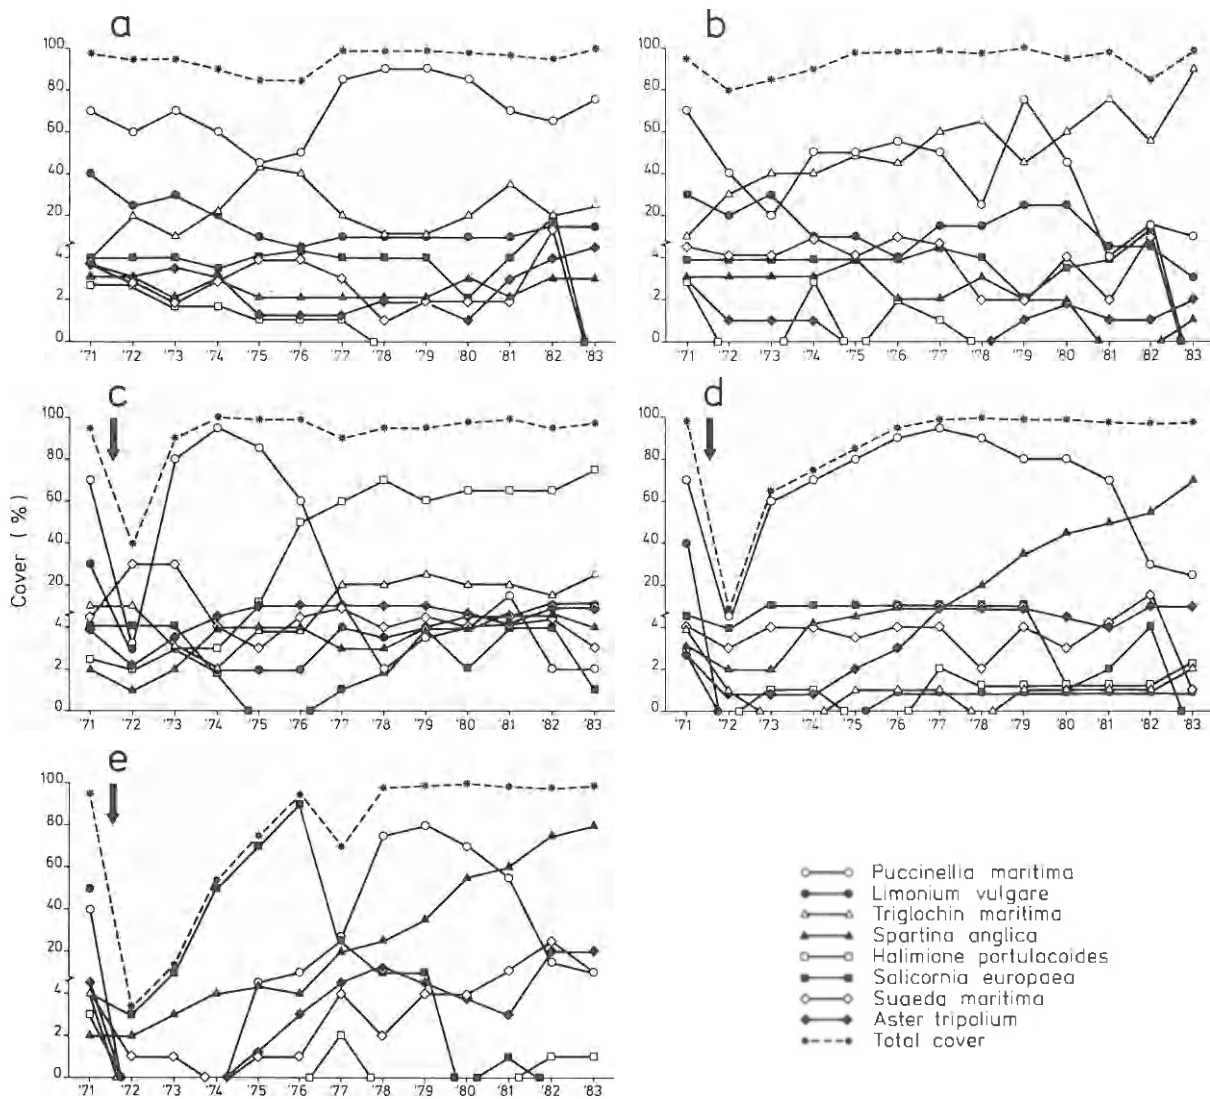 a
100
80
60
40
20
4
2
0
'71 '72 '73 '74 '75 '76 '77 '78 '79 '80 '81 '82 '83
b
100
80
60
40
20
4
2
0
'71 '72 '73 '74 '75 '76 '77 '78 '79 '80 '81 '82 '83
c
100
80
60
40
20
4
2
0
Cover (%)
'71 '72 '73 '74 '75 '76 '77 '78 '79 '80 '81 '82 '83
d
100
80
60
40
20
4
2
0
'71 '72 '73 '74 '75 '76 '77 '78 '79 '80 '81 '82 '83
e
100
80
60
40
20
4
2
0
'71 '72 '73 '74 '75 '76 '77 '78 '79 '80 '81 '82 '83
Puccinellia maritima
Limonium vulgare
Triglochin maritima
Spartina anglica
Halimiane portulacoides
Salicornia europaea
Suaeda maritima
Aster tripolium
Total cover